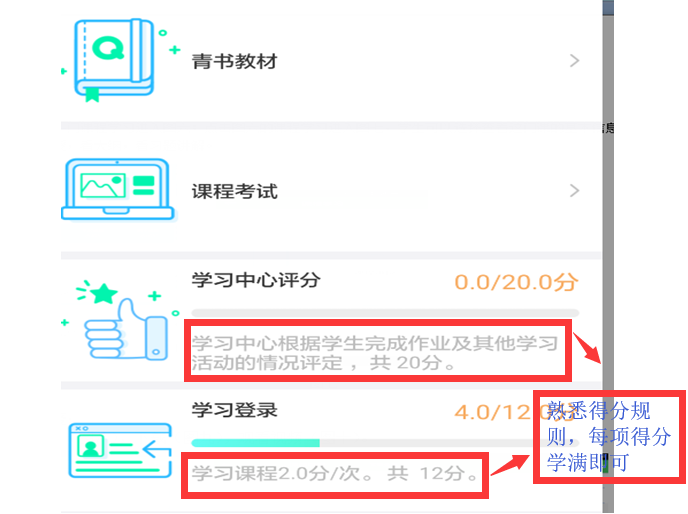 青书教材
课程考试
学习中心评分
0.0/20.0分
学习中心根据学生完成作业及其他学习
活动的情况评定，共 20分。
学习登录
4.0/12.0分
学习课程2.0分/次。 共 12分。
熟悉得分规
则，每项得分
学满即可